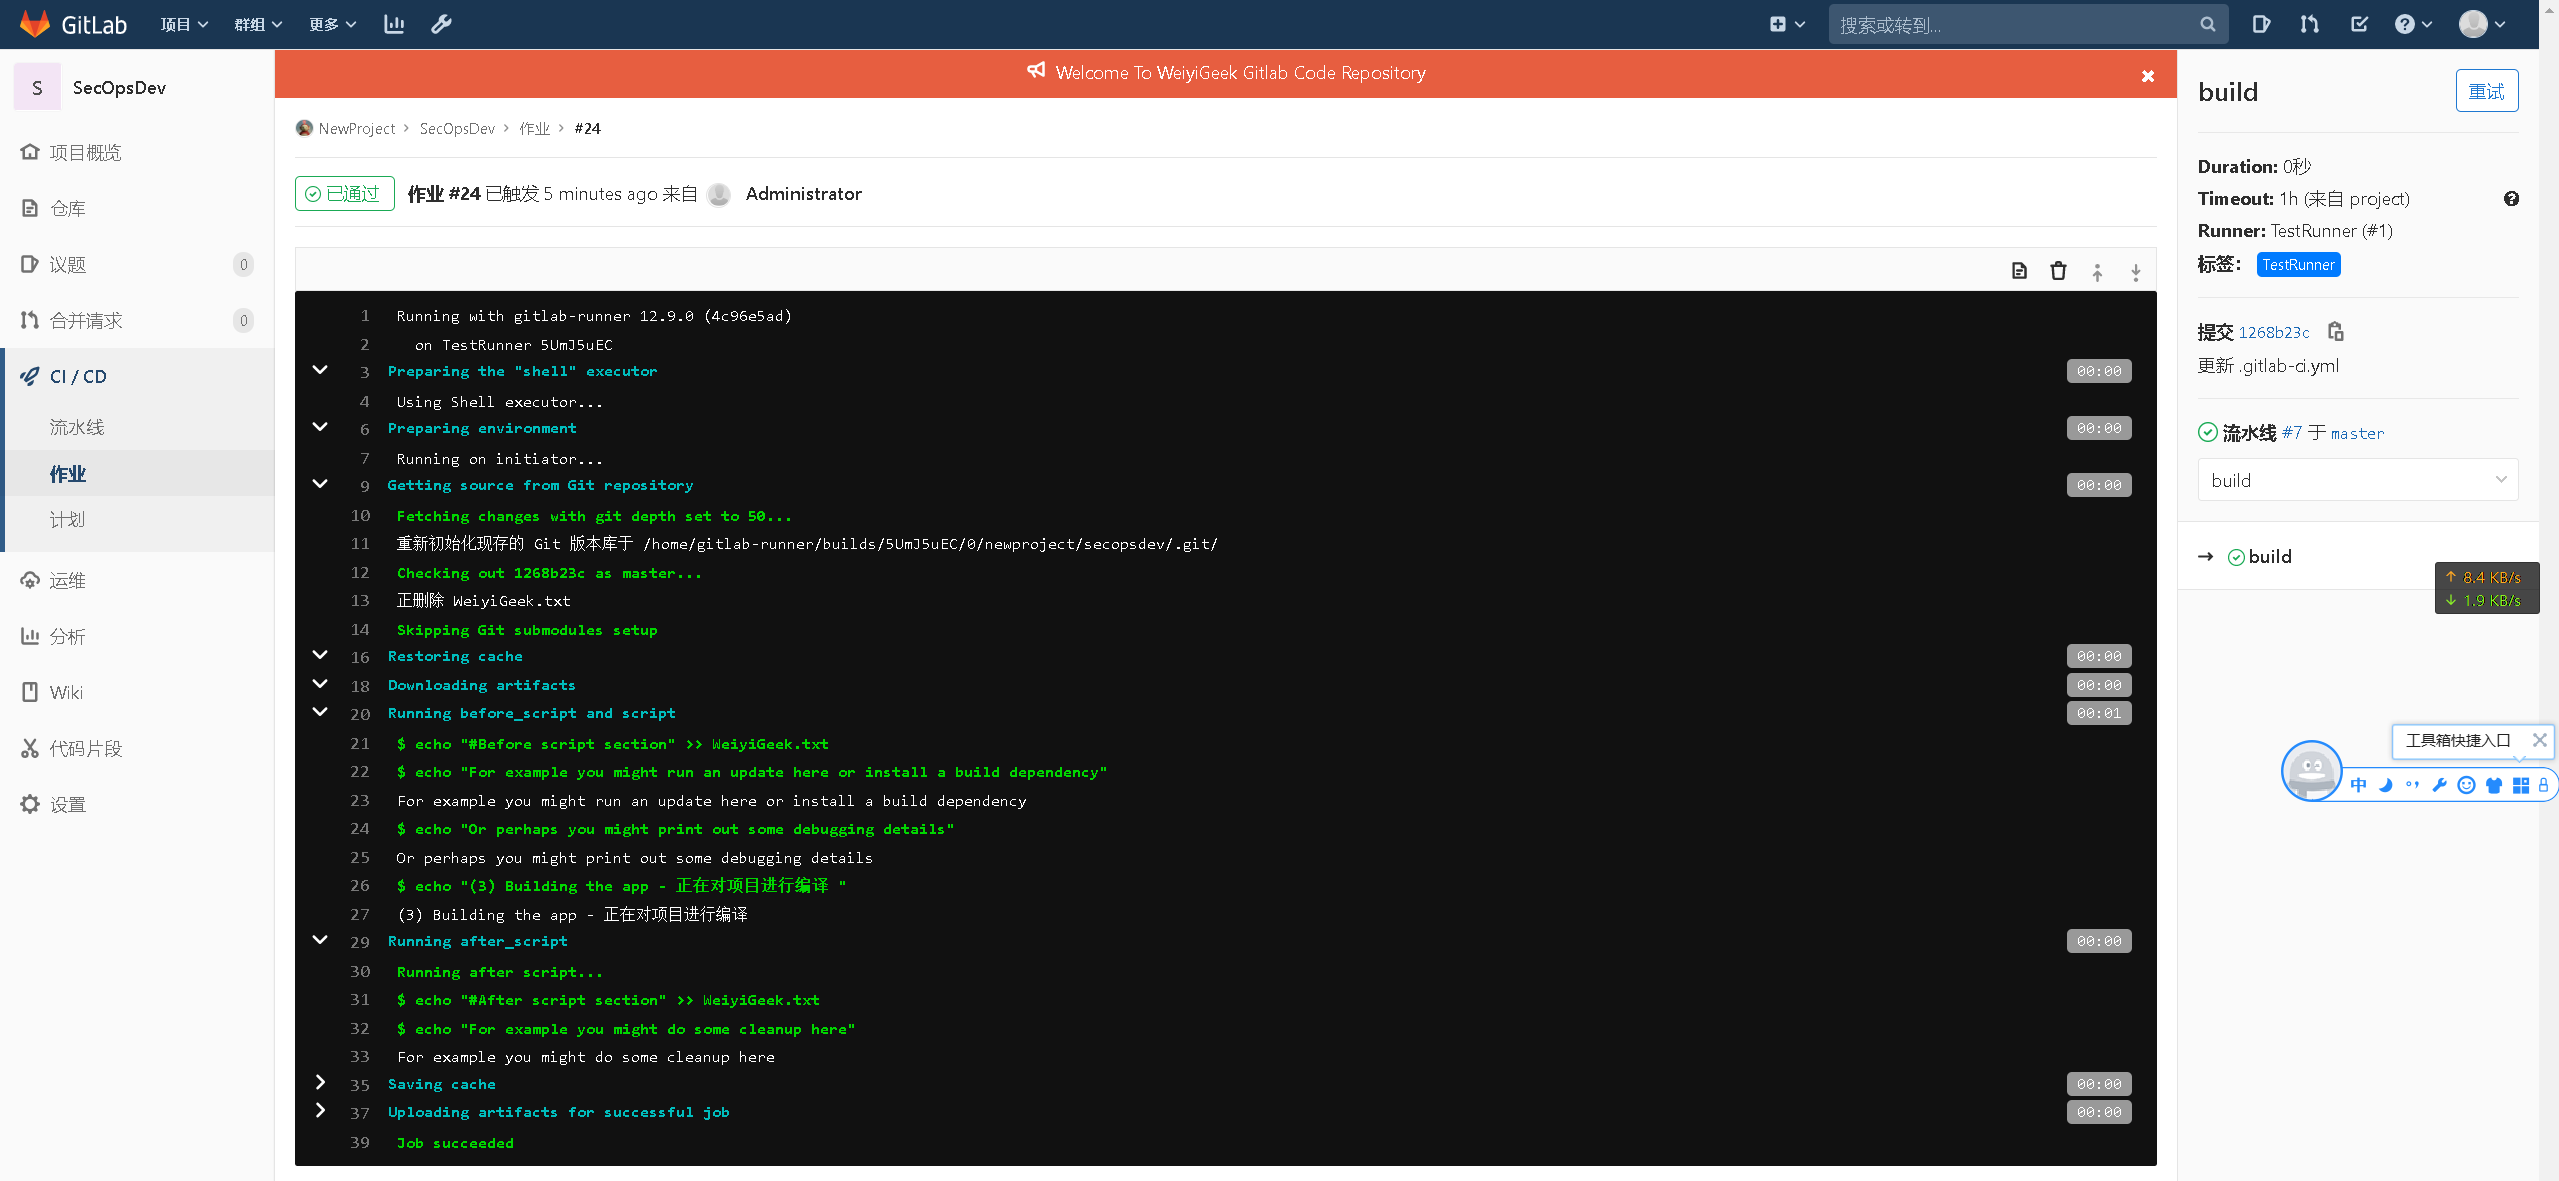 GitLab 项目 群组 更多 搜索或转到...
S SecOpsDev
项目概览
仓库
议题 0
合并请求 0
CI / CD
流水线
作业
计划
运维
分析
Wiki
代码片段
设置
Welcome To WeiyiGeek Gitlab Code Repository
NewProject > SecOpsDev > 作业 > #24
已通过 作业 #24 已触发 5 minutes ago 来自 Administrator
1 Running with gitlab-runner 12.9.0 (4c96e5ad)
2 on TestRunner 5UmJ5uEC
3 Preparing the "shell" executor 00:00
4 Using Shell executor...
6 Preparing environment 00:00
7 Running on initiator...
9 Getting source from Git repository 00:00
10 Fetching changes with git depth set to 50...
11 重新初始化现存的 Git 版本库于 /home/gitlab-runner/builds/5UmJ5uEC/0/newproject/secopsdev/.git/
12 Checking out 1268b23c as master...
13 正删除 WeiyiGeek.txt
14 Skipping Git submodules setup
16 Restoring cache 00:00
18 Downloading artifacts 00:00
20 Running before_script and script 00:01
21 $ echo "#Before script section" >> WeiyiGeek.txt
22 $ echo "For example you might run an update here or install a build dependency"
23 For example you might run an update here or install a build dependency
24 $ echo "Or perhaps you might print out some debugging details"
25 Or perhaps you might print out some debugging details
26 $ echo "(3) Building the app - 正在对项目进行编译 "
27 (3) Building the app - 正在对项目进行编译
29 Running after_script 00:00
30 Running after script...
31 $ echo "#After script section" >> WeiyiGeek.txt
32 $ echo "For example you might do some cleanup here"
33 For example you might do some cleanup here
35 Saving cache 00:00
37 Uploading artifacts for successful job 00:00
39 Job succeeded
build 重试
Duration: 0秒
Timeout: 1h (来自 project)
Runner: TestRunner (#1)
标签： TestRunner
提交 1268b23c
更新 .gitlab-ci.yml
流水线 #7 于 master
build
→ build
↑ 8.4 KB/s
↓ 1.9 KB/s
工具箱快捷入口
中